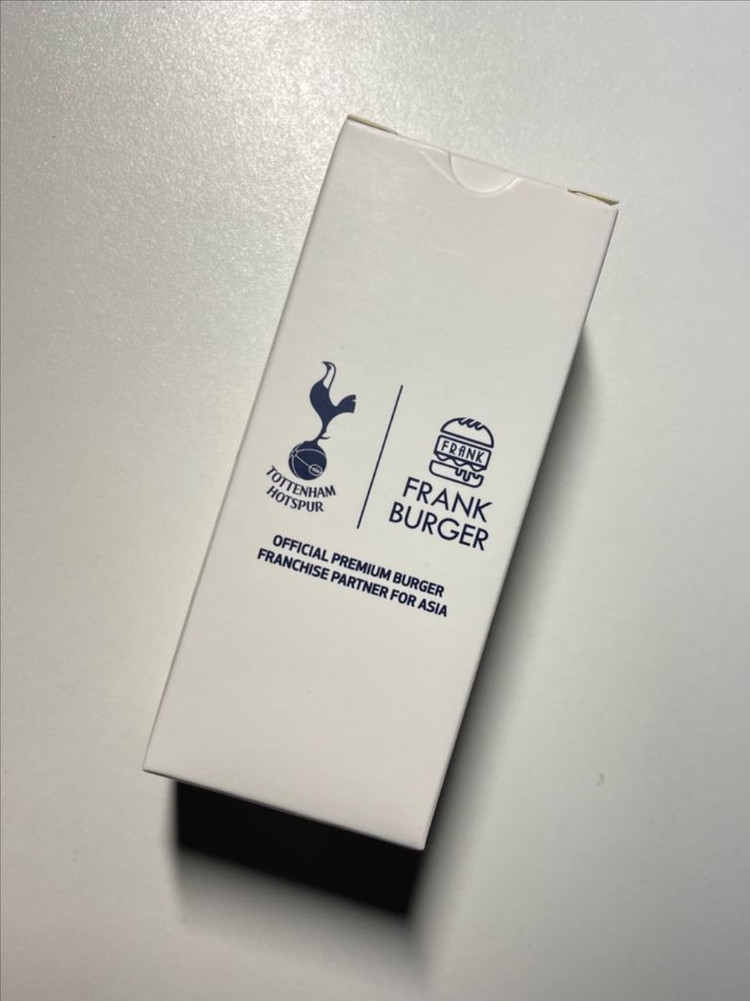 TOTTENHAM
HOTSPUR
FRANK
FRANK
BURGER
OFFICIAL PREMIUM BURGER
FRANCHISE PARTNER FOR ASIA